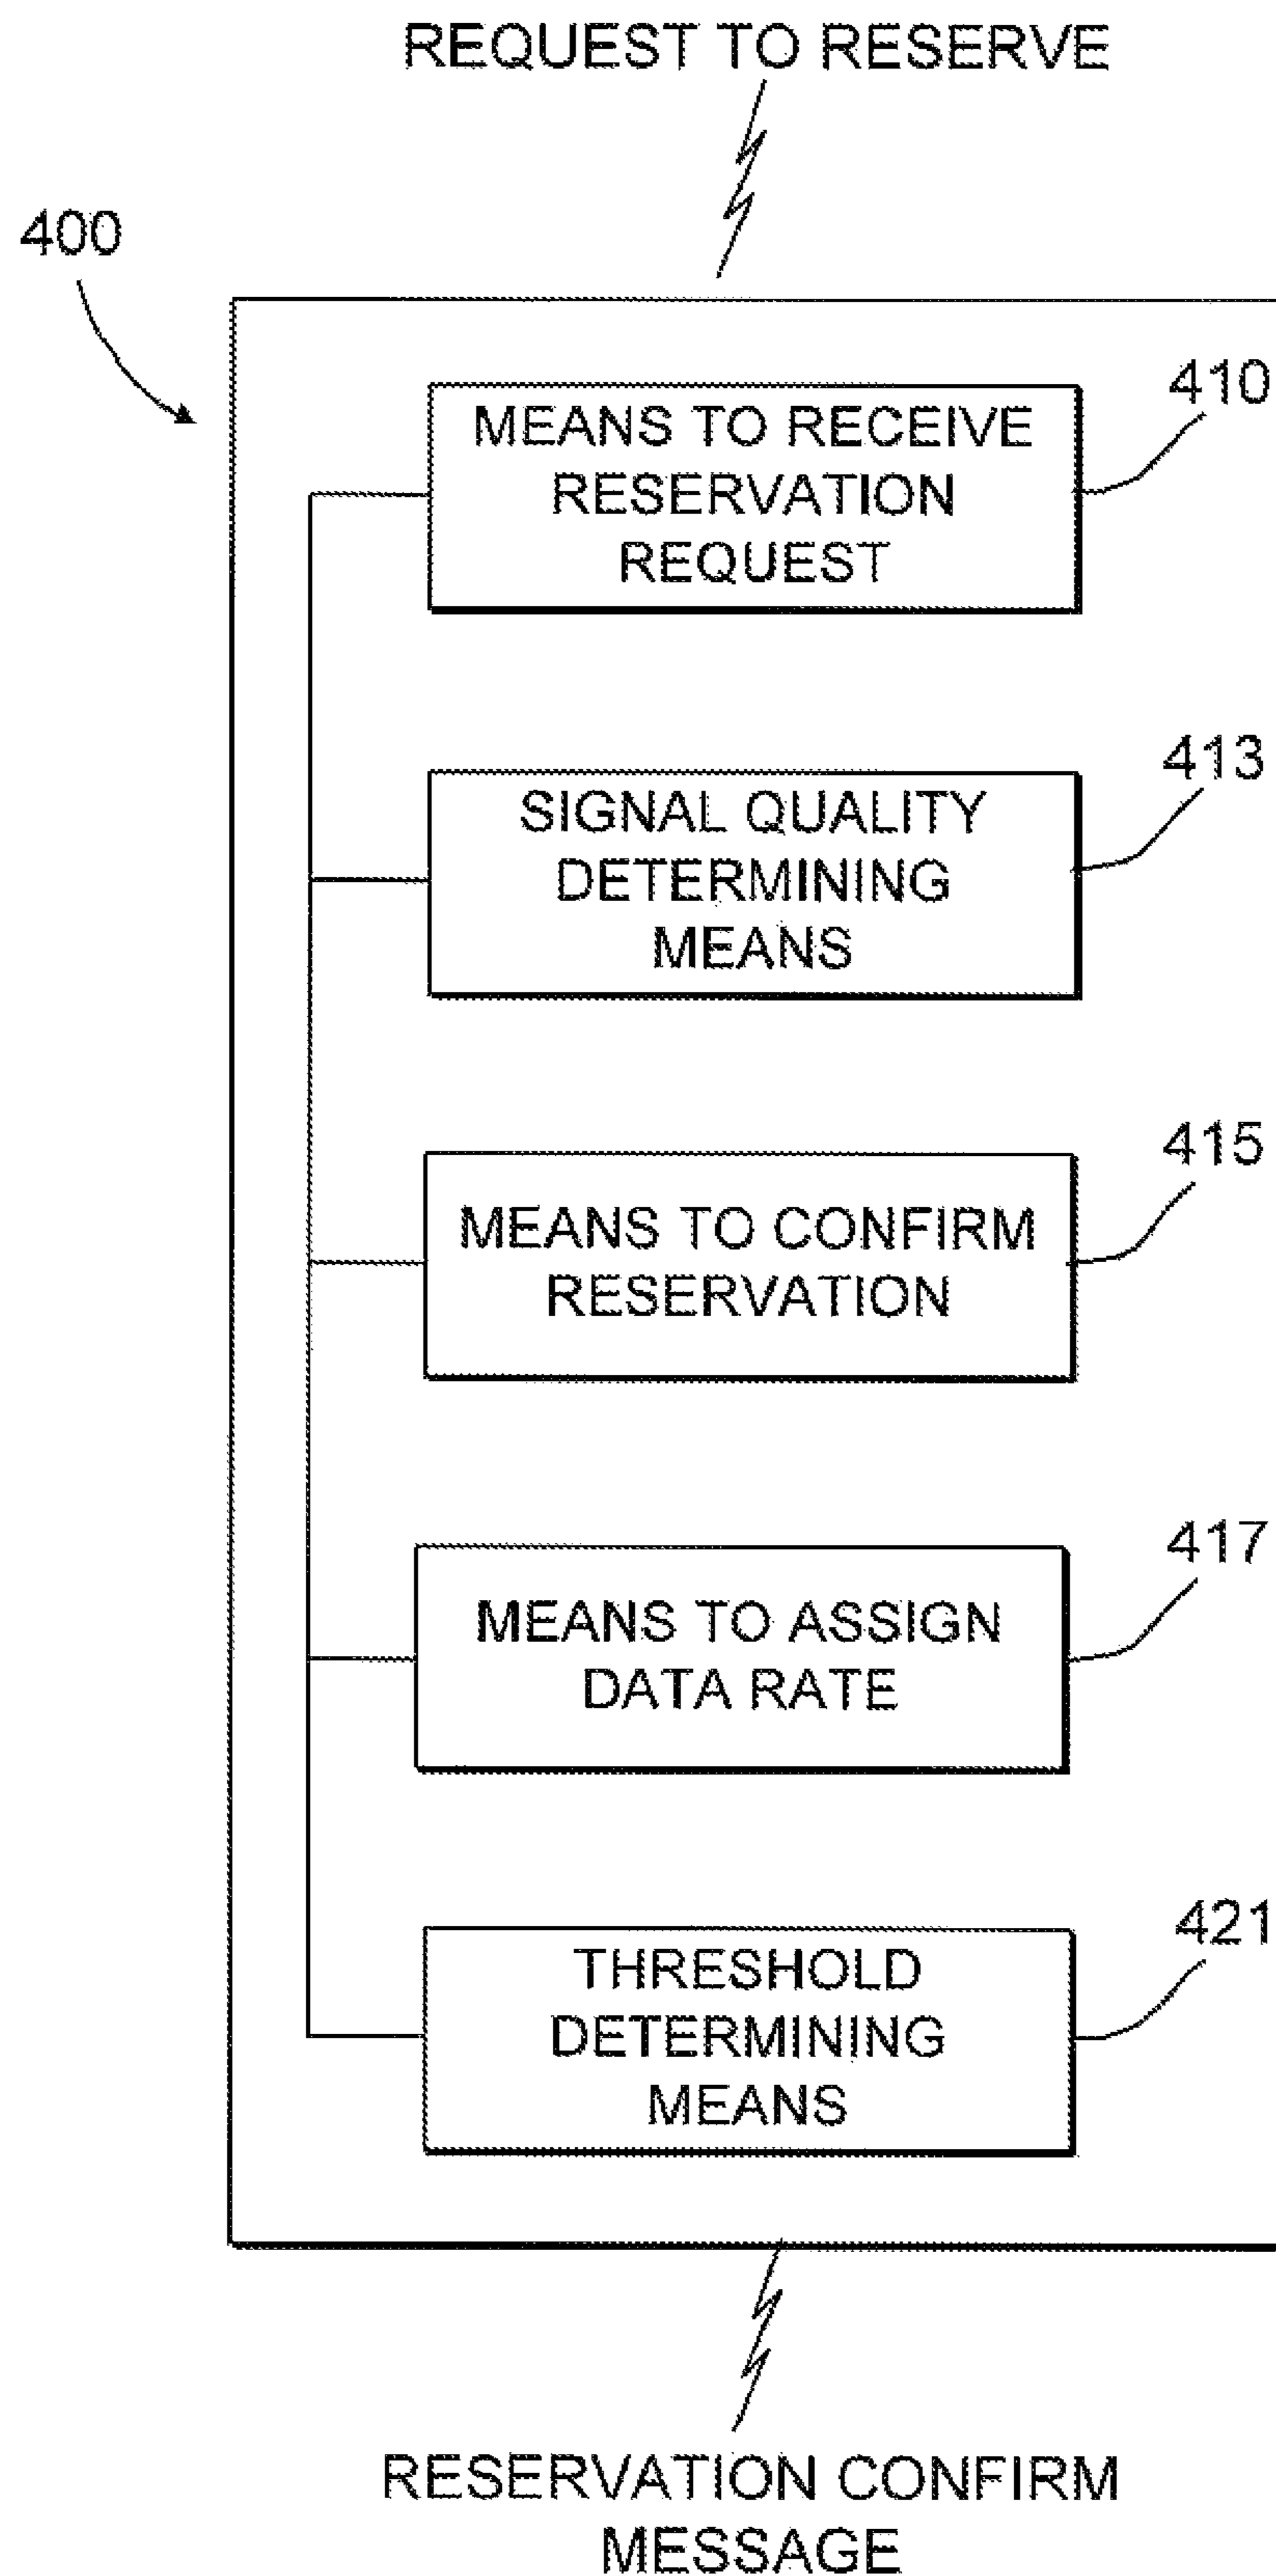 REQUEST TO RESERVE
400
410
MEANS TO RECEIVE
RESERVATION
REQUEST
413
SIGNAL QUALITY
DETERMINING
MEANS
415
MEANS TO CONFIRM
RESERVATION
417
MEANS TO ASSIGN
DATA RATE
421
THRESHOLD
DETERMINING
MEANS
RESERVATION CONFIRM
MESSAGE